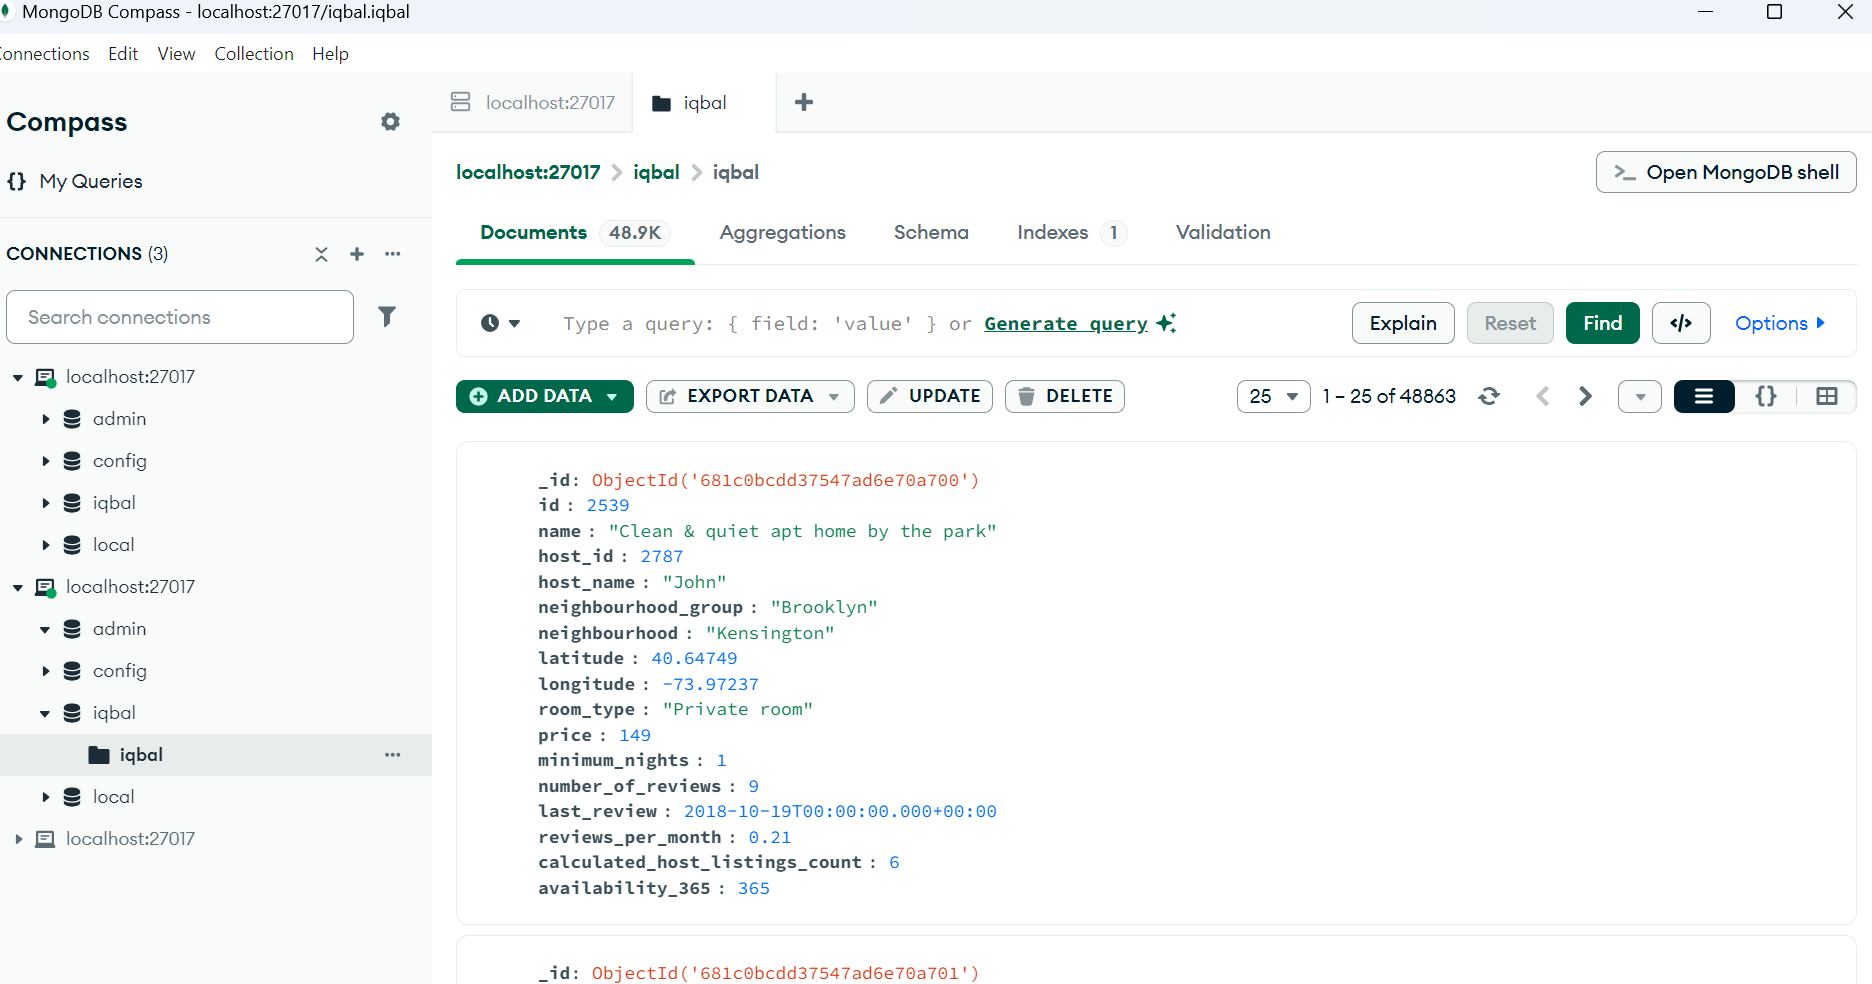 MongoDB Compass - localhost:27017/iqbal.iqbal
onnections Edit View Collection Help
Compass
My Queries
CONNECTIONS (3)
Search connections
localhost:27017
admin
config
iqbal
local
localhost:27017
admin
config
iqbal
iqbal
local
localhost:27017
localhost:27017 iqbal
localhost:27017 > iqbal > iqbal
>_ Open MongoDB shell
Documents 48.9K Aggregations Schema Indexes 1 Validation
Type a query: { field: 'value' } or Generate query
Explain Reset Find </> Options
ADD DATA EXPORT DATA UPDATE DELETE
25 1 – 25 of 48863 {}
_id: ObjectId('681c0bcdd37547ad6e70a700')
id : 2539
name : "Clean & quiet apt home by the park"
host_id : 2787
host_name : "John"
neighbourhood_group : "Brooklyn"
neighbourhood : "Kensington"
latitude : 40.64749
longitude : -73.97237
room_type : "Private room"
price : 149
minimum_nights : 1
number_of_reviews : 9
last_review : 2018-10-19T00:00:00.000+00:00
reviews_per_month : 0.21
calculated_host_listings_count : 6
availability_365 : 365
_id: ObjectId('681c0bcdd37547ad6e70a701')